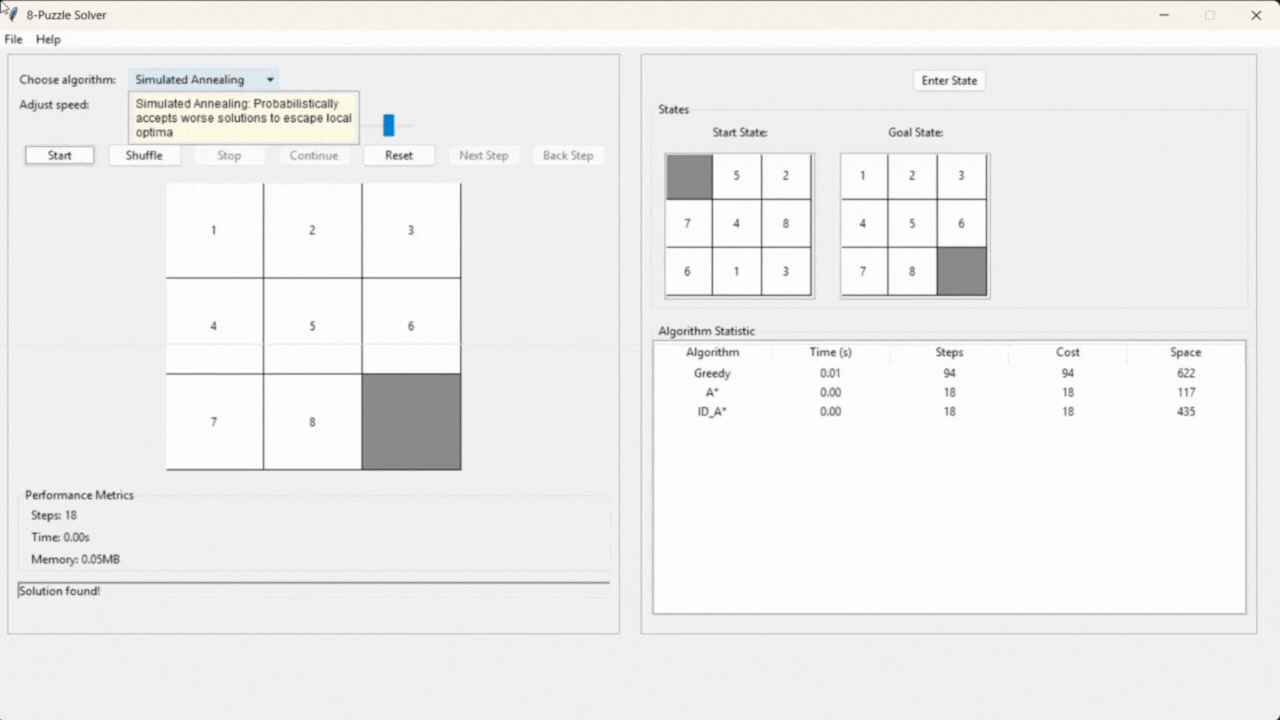 8-Puzzle Solver
File Help
Choose algorithm: Simulated Annealing
Adjust speed:
Simulated Annealing: Probabilistically
accepts worse solutions to escape local
optima
Start Shuffle Stop Continue Reset Next Step Back Step
1 2 3
4 5 6
7 8
Performance Metrics
Steps: 18
Time: 0.00s
Memory: 0.05MB
Solution found!
Enter State
States
Start State: Goal State:
5 2 1 2 3
7 4 8 4 5 6
6 1 3 7 8
Algorithm Statistic
Algorithm Time (s) Steps Cost Space
Greedy 0.01 94 94 622
A* 0.00 18 18 117
ID_A* 0.00 18 18 435